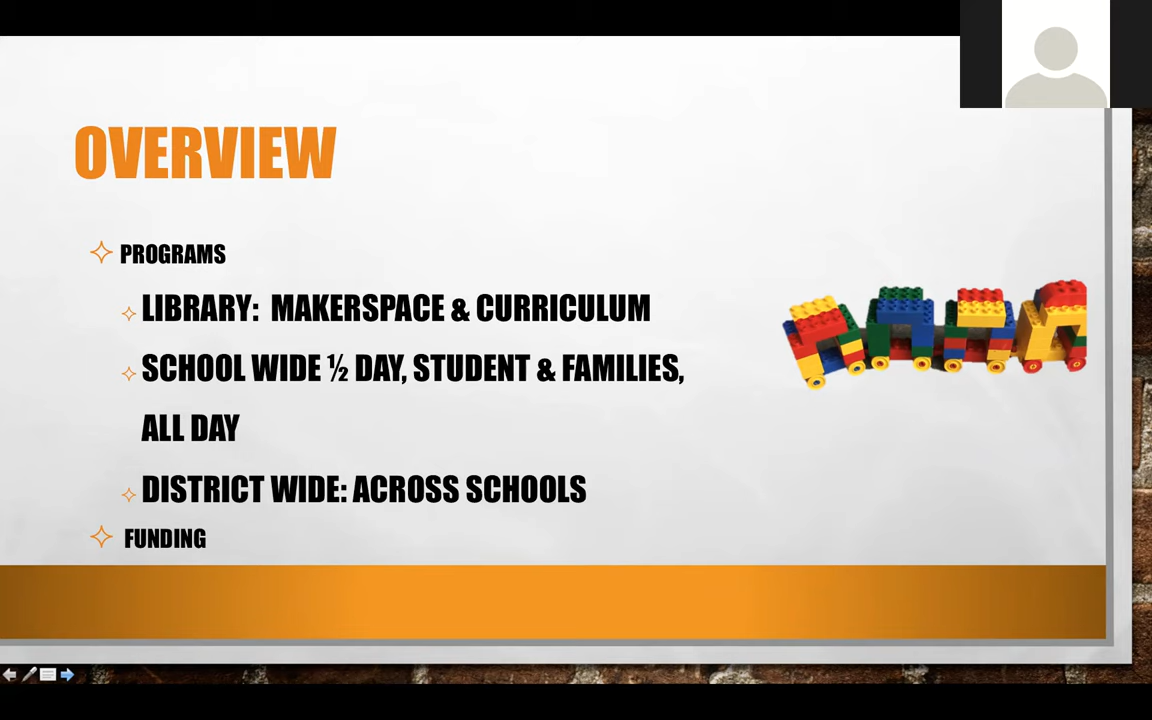 OVERVIEW
PROGRAMS
LIBRARY: MAKERSPACE & CURRICULUM
SCHOOL WIDE ½ DAY, STUDENT & FAMILIES,
ALL DAY
DISTRICT WIDE: ACROSS SCHOOLS
FUNDING